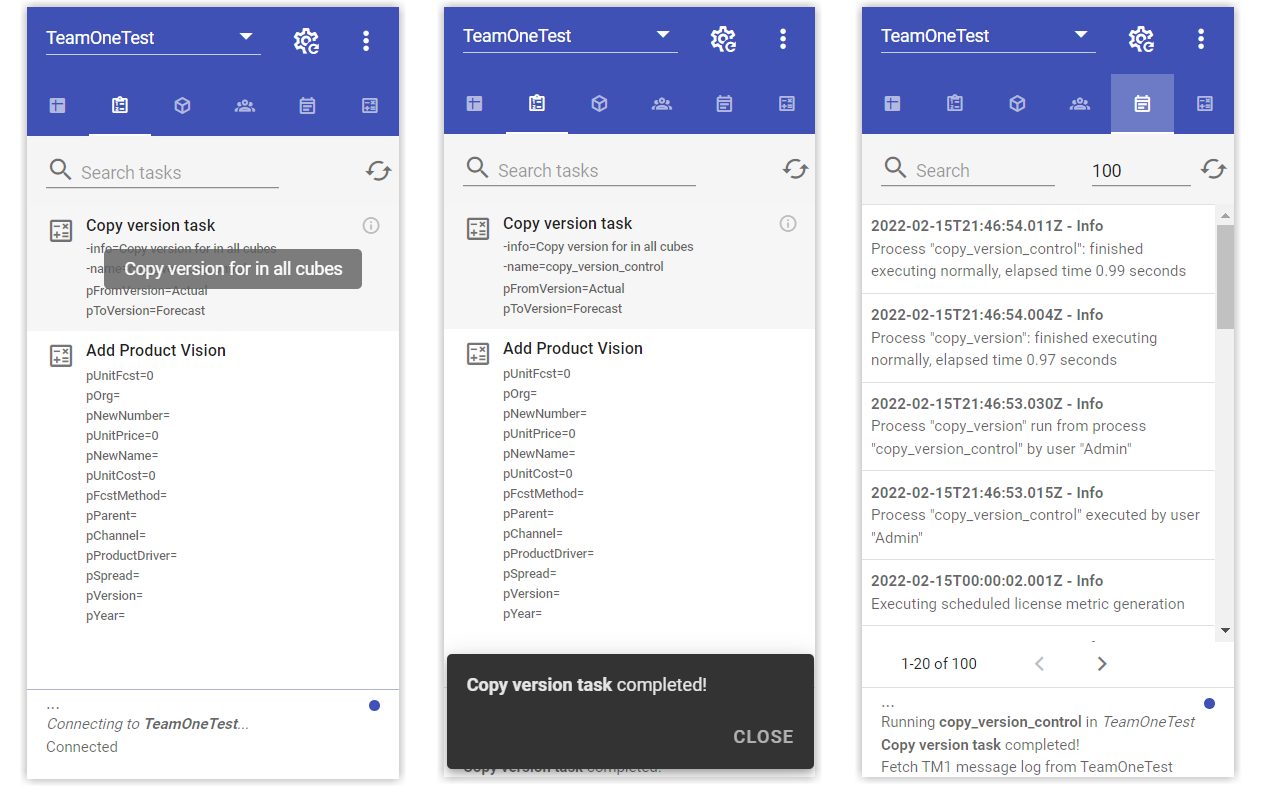 TeamOneTest
Search tasks
Copy version task
-info=Copy version for in all cubes
-name=
Copy version for in all cubes
pFromVersion=Actual
pToVersion=Forecast
Add Product Vision
pUnitFcst=0
pOrg=
pNewNumber=
pUnitPrice=0
pNewName=
pUnitCost=0
pFcstMethod=
pParent=
pChannel=
pProductDriver=
pSpread=
pVersion=
pYear=
...
Connecting to TeamOneTest...
Connected
TeamOneTest
Search tasks
Copy version task
-info=Copy version for in all cubes
-name=copy_version_control
pFromVersion=Actual
pToVersion=Forecast
Add Product Vision
pUnitFcst=0
pOrg=
pNewNumber=
pUnitPrice=0
pNewName=
pUnitCost=0
pFcstMethod=
pParent=
pChannel=
pProductDriver=
pSpread=
pVersion=
pYear=
Copy version task completed!
CLOSE
Copy version task completed!
TeamOneTest
Search 100
2022-02-15T21:46:54.011Z - Info
Process "copy_version_control": finished
executing normally, elapsed time 0.99 seconds
2022-02-15T21:46:54.004Z - Info
Process "copy_version": finished executing
normally, elapsed time 0.97 seconds
2022-02-15T21:46:53.030Z - Info
Process "copy_version" run from process
"copy_version_control" by user "Admin"
2022-02-15T21:46:53.015Z - Info
Process "copy_version_control" executed by user
"Admin"
2022-02-15T00:00:02.001Z - Info
Executing scheduled license metric generation
1-20 of 100
...
Running copy_version_control in TeamOneTest
Copy version task completed!
Fetch TM1 message log from TeamOneTest